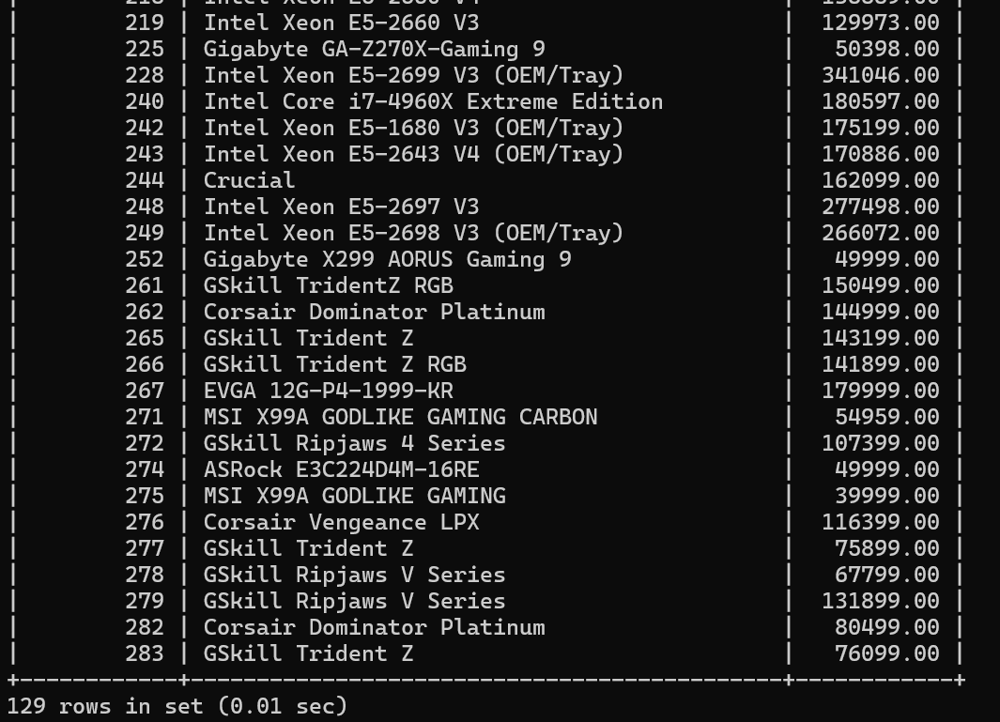 | 219 | Intel Xeon E5-2660 V3 | 129973.00 |
| 225 | Gigabyte GA-Z270X-Gaming 9 | 50398.00 |
| 228 | Intel Xeon E5-2699 V3 (OEM/Tray) | 341046.00 |
| 240 | Intel Core i7-4960X Extreme Edition | 180597.00 |
| 242 | Intel Xeon E5-1680 V3 (OEM/Tray) | 175199.00 |
| 243 | Intel Xeon E5-2643 V4 (OEM/Tray) | 170886.00 |
| 244 | Crucial | 162099.00 |
| 248 | Intel Xeon E5-2697 V3 | 277498.00 |
| 249 | Intel Xeon E5-2698 V3 (OEM/Tray) | 266072.00 |
| 252 | Gigabyte X299 AORUS Gaming 9 | 49999.00 |
| 261 | GSkill TridentZ RGB | 150499.00 |
| 262 | Corsair Dominator Platinum | 144999.00 |
| 265 | GSkill Trident Z | 143199.00 |
| 266 | GSkill Trident Z RGB | 141899.00 |
| 267 | EVGA 12G-P4-1999-KR | 179999.00 |
| 271 | MSI X99A GODLIKE GAMING CARBON | 54959.00 |
| 272 | GSkill Ripjaws 4 Series | 107399.00 |
| 274 | ASRock E3C224D4M-16RE | 49999.00 |
| 275 | MSI X99A GODLIKE GAMING | 39999.00 |
| 276 | Corsair Vengeance LPX | 116399.00 |
| 277 | GSkill Trident Z | 75899.00 |
| 278 | GSkill Ripjaws V Series | 67799.00 |
| 279 | GSkill Ripjaws V Series | 131899.00 |
| 282 | Corsair Dominator Platinum | 80499.00 |
| 283 | GSkill Trident Z | 76099.00 |
+------------+----------------------------------------------+------------+
129 rows in set (0.01 sec)